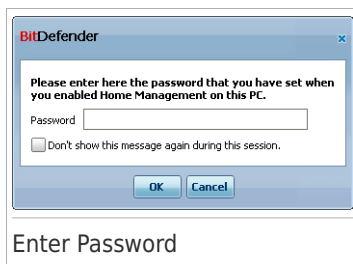 BitDefender
Please enter here the password that you have set when
you enabled Home Management on this PC.
Password
Don't show this message again during this session.
OK Cancel
Enter Password